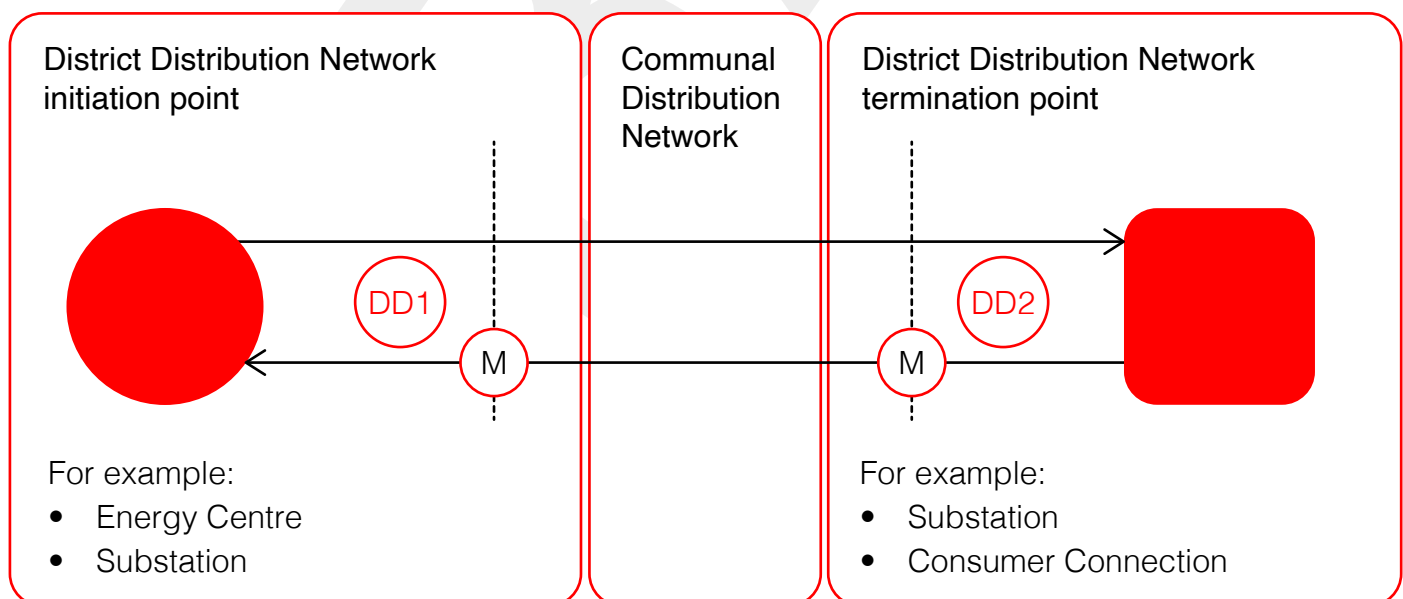 District Distribution Network
initiation point
Communal
Distribution
Network
District Distribution Network
termination point
DD1
DD2
M
M
For example:
• Energy Centre
• Substation
For example:
• Substation
• Consumer Connection